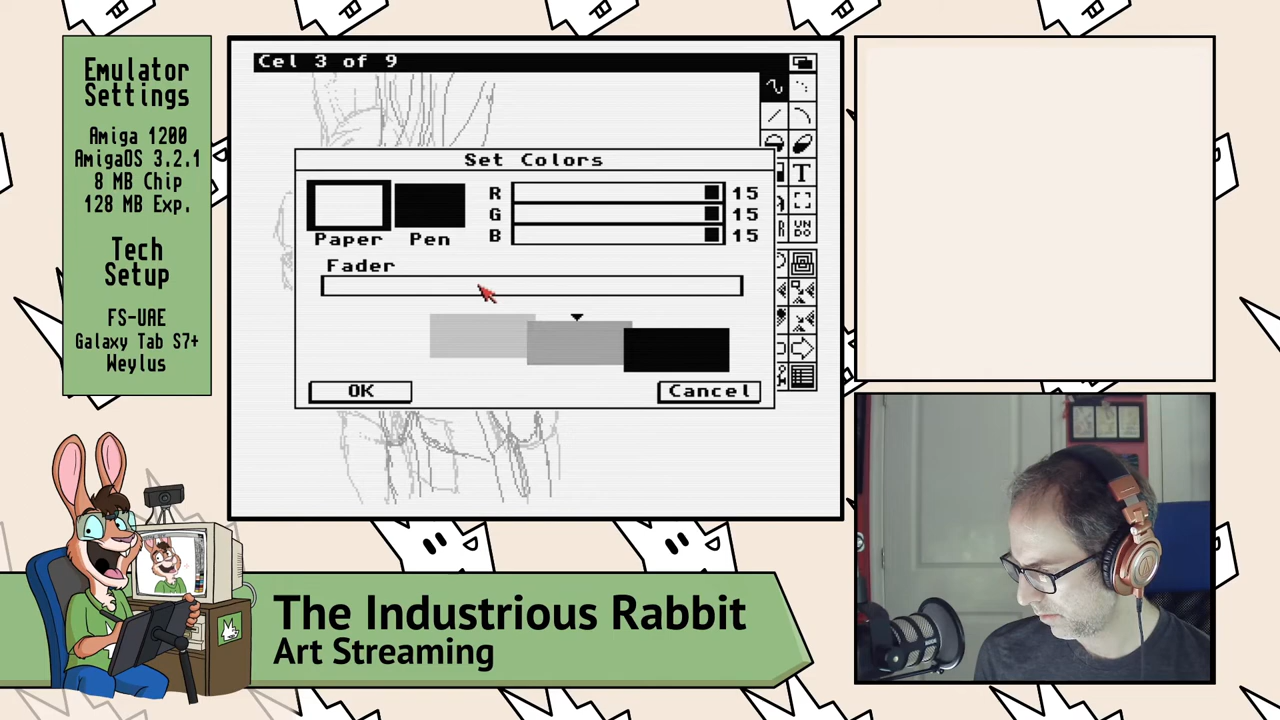 Emulator
Settings
Amiga 1200
AmigaOS 3.2.1
8 MB Chip
128 MB Exp.
Tech
Setup
FS-UAE
Galaxy Tab S7+
Weylus
Cel 3 of 9
Set Colors
R 15
G 15
B 15
Paper Pen
Fader
OK Cancel
T
UN
DO
The Industrious Rabbit
Art Streaming